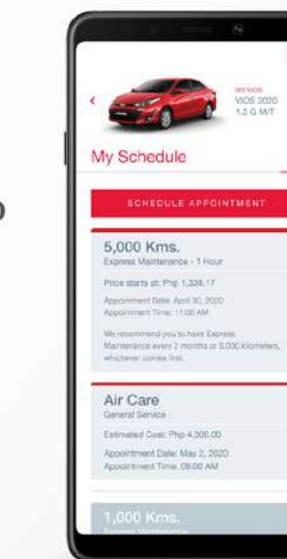 MY VIOS
VIOS 2020
1.3 G M/T
My Schedule
SCHEDULE APPOINTMENT
5,000 Kms.
Express Maintenance - 1 Hour
Price starts at: Php 1,338.17
Appointment Date: April 30, 2020
Appointment Time: 11:00 AM
We recommend you to have Express
Maintenance every 2 months or 5,000 kilometers,
whichever comes first.
Air Care
General Service
Estimated Cost: Php 4,300.00
Appointment Date: May 2, 2020
Appointment Time: 09:00 AM
1,000 Kms.
Express Maintenance